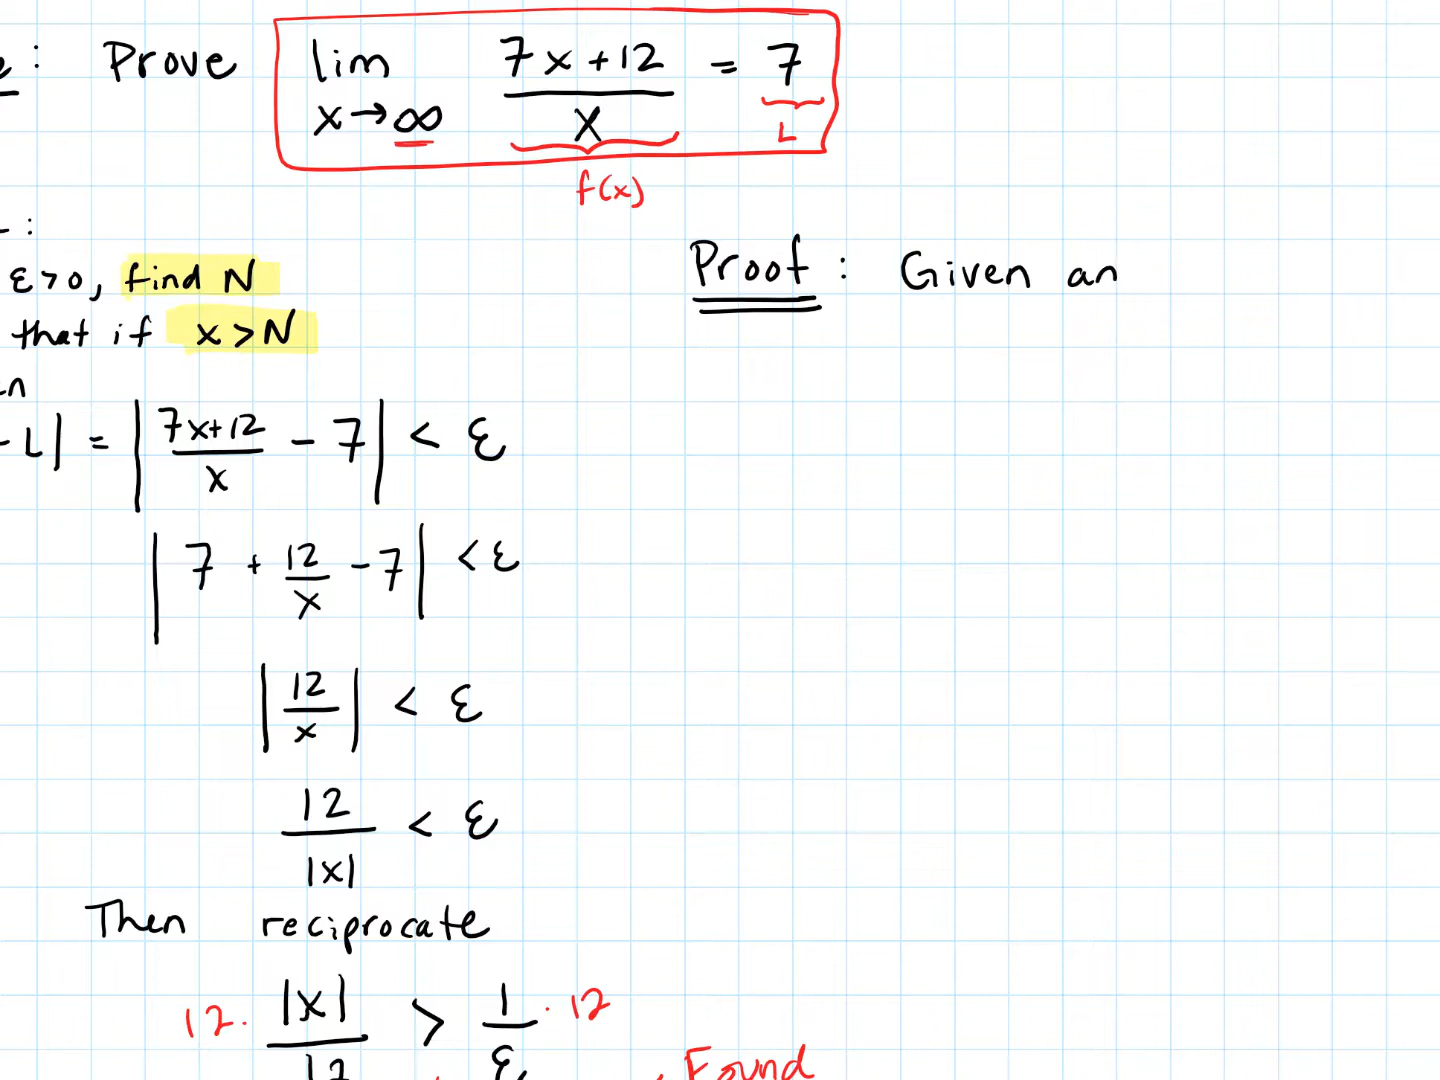 : Prove lim x→∞ (7x+12)/x = 7
L
f(x)
:
ε>0, find N
that if x>N
Proof: Given an
- L| = |(7x+12)/x - 7| < ε
|7 + 12/x - 7| < ε
|12/x| < ε
12/|x| < ε
Then reciprocate
12· |x|/12 > 1/ε ·12
Found